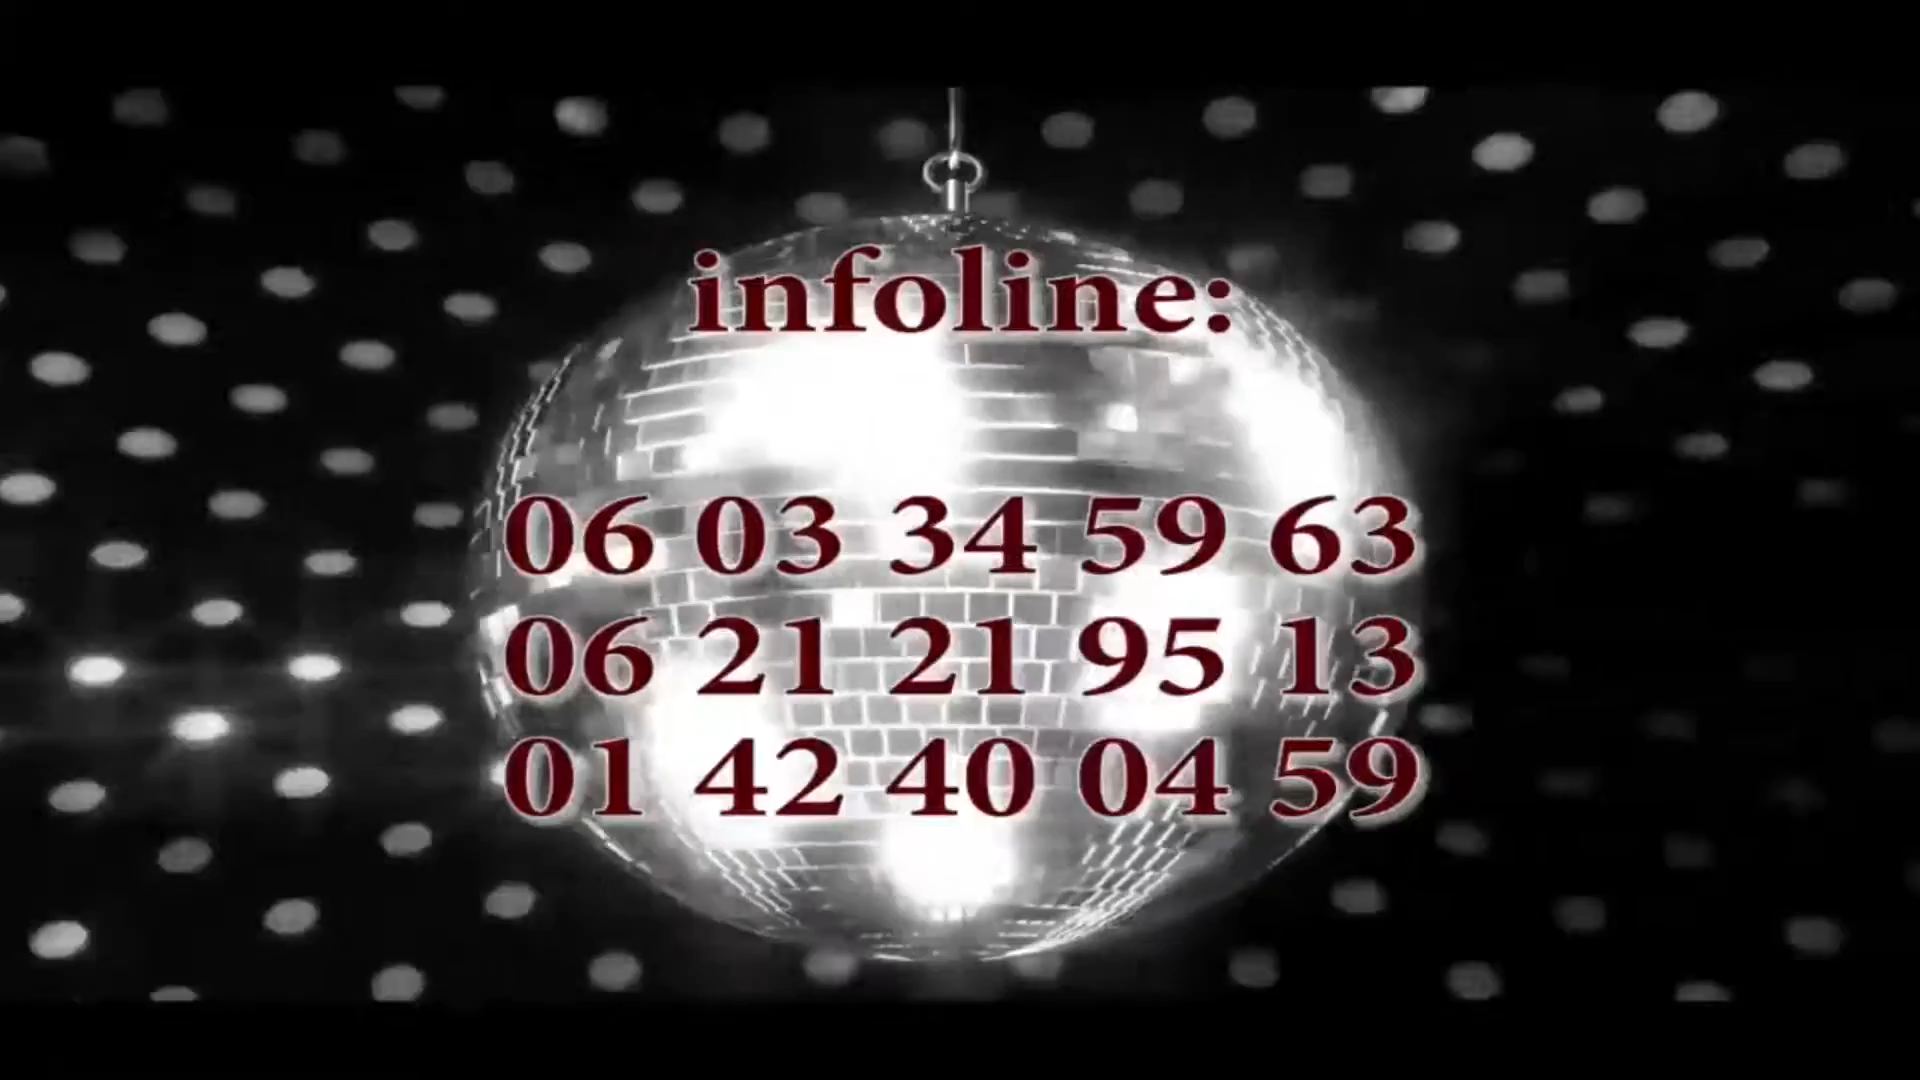 infoline:
06 03 34 59 63
06 21 21 95 13
01 42 40 04 59